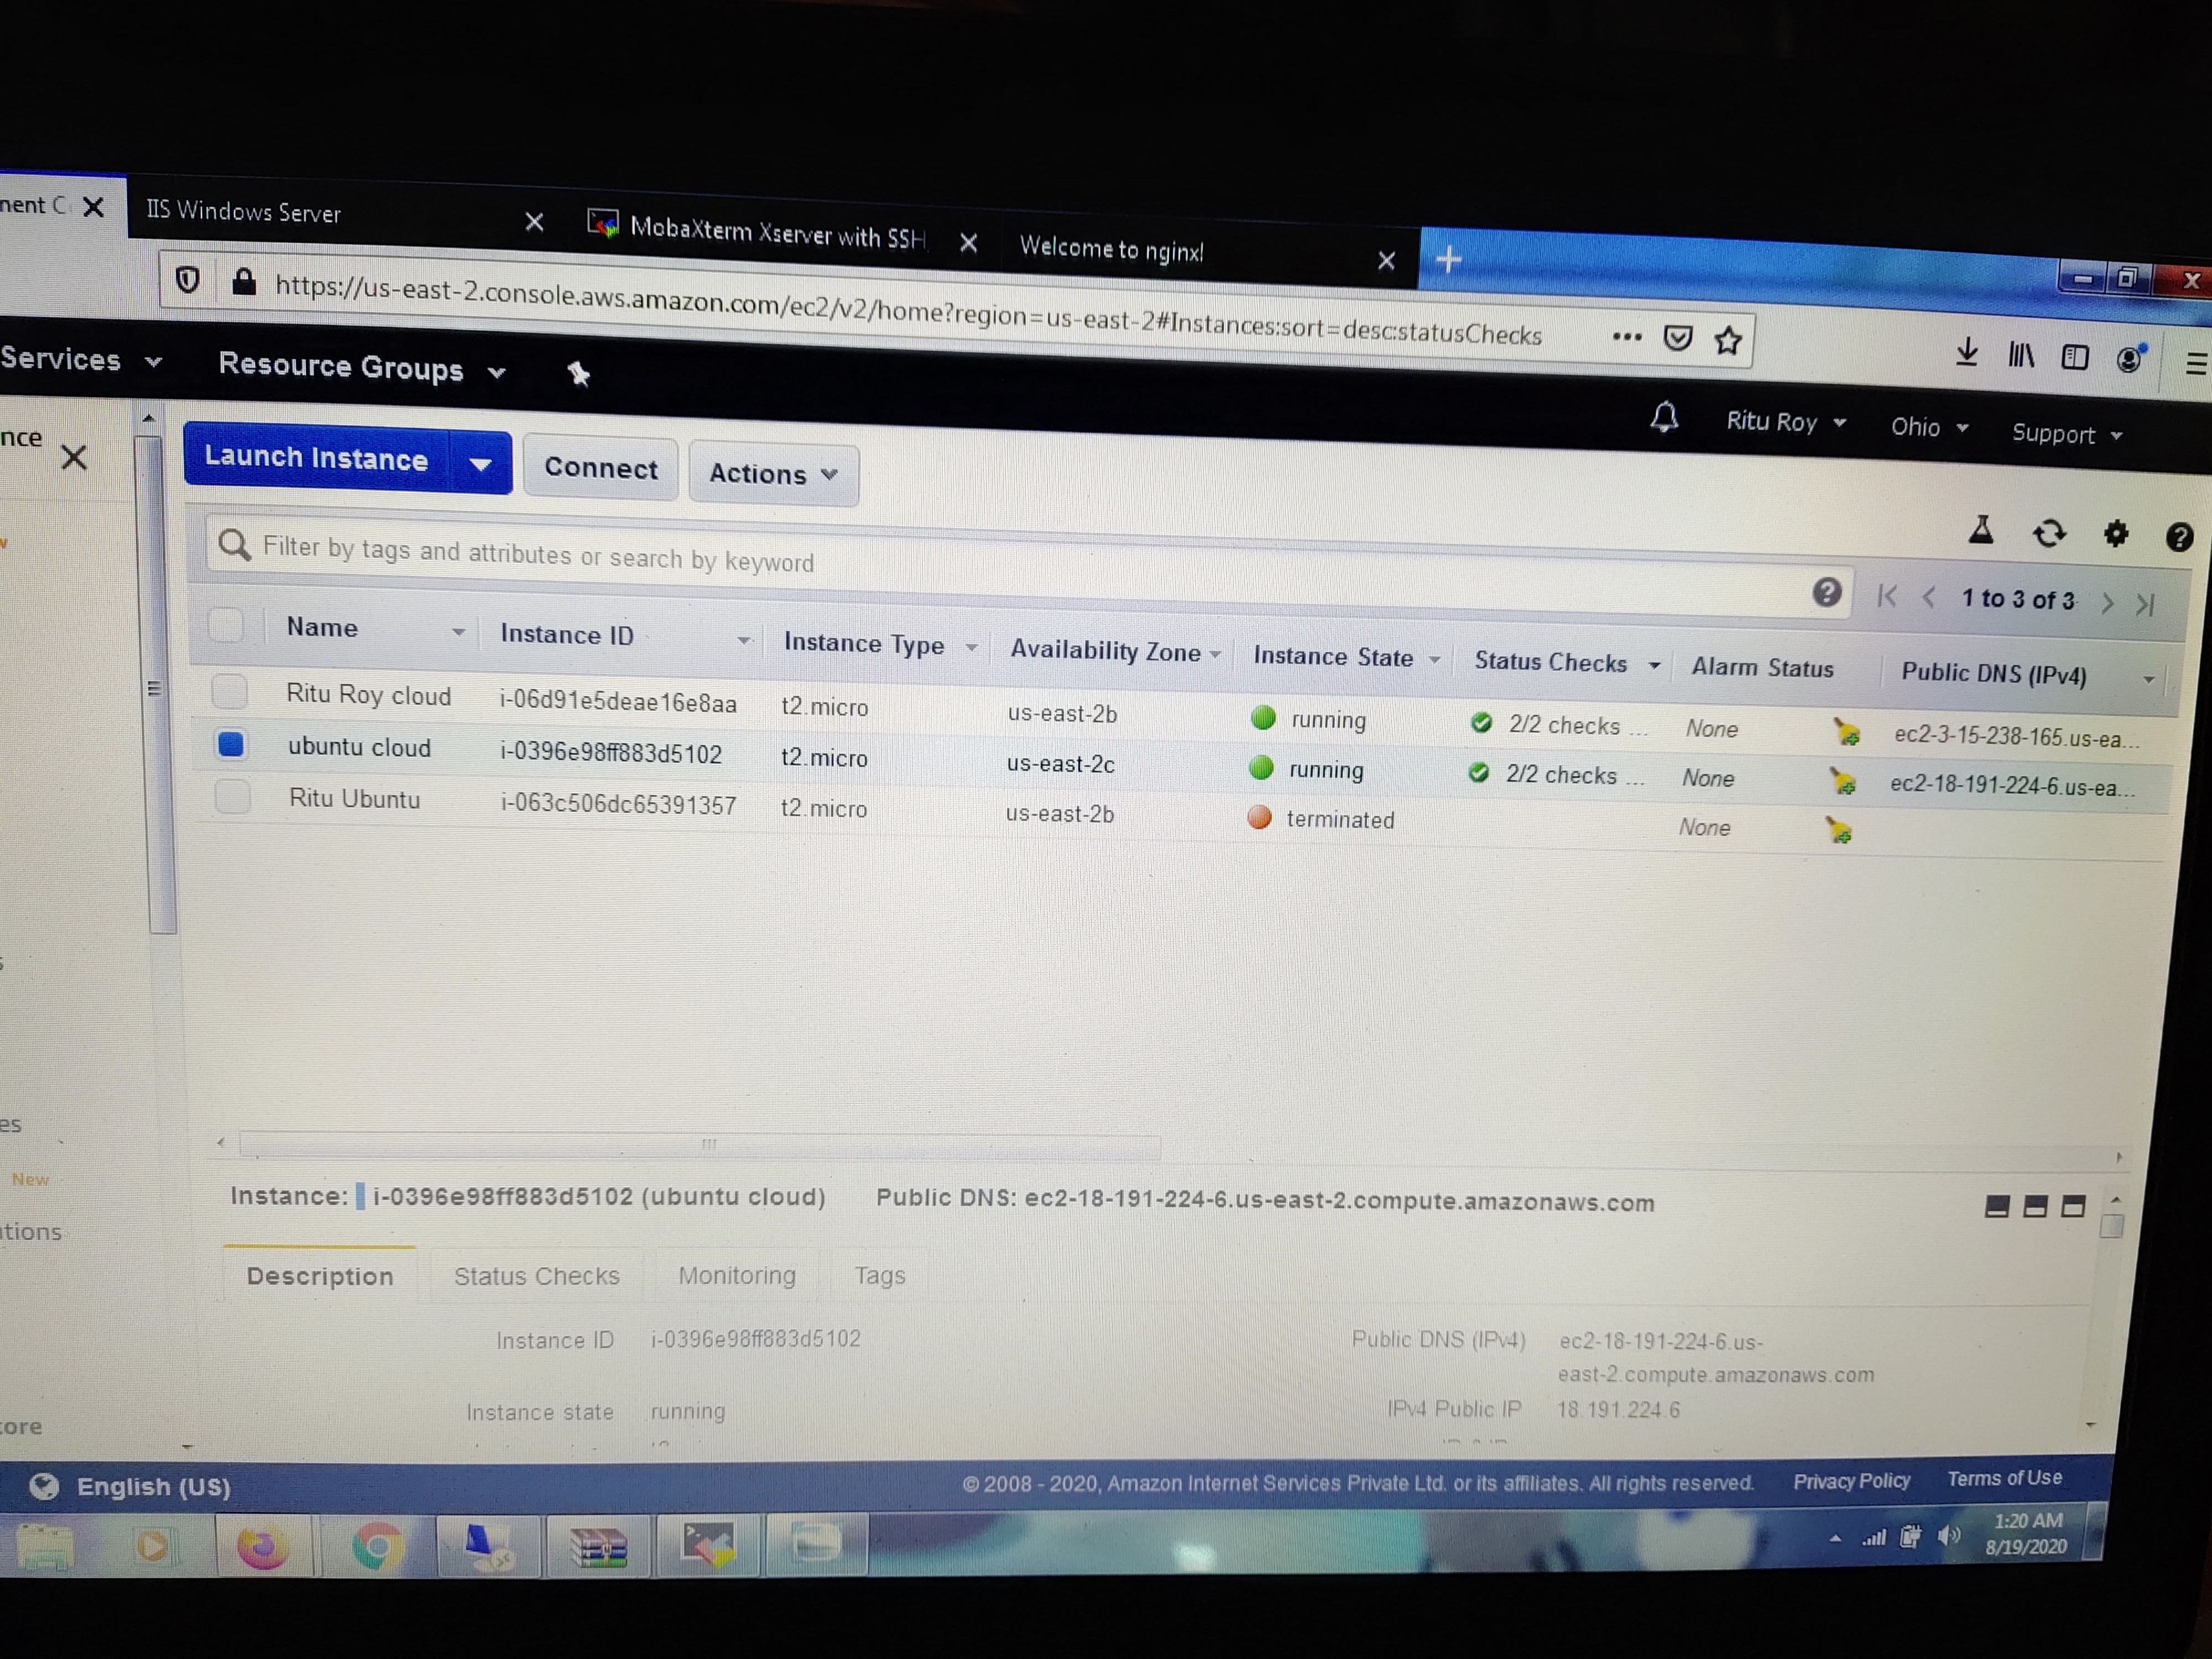 nent C
IIS Windows Server
MobaXterm Xserver with SSH
Welcome to nginx!
https://us-east-2.console.aws.amazon.com/ec2/v2/home?region=us-east-2#Instances:sort=desc:statusChecks
Services
Resource Groups
Ritu Roy
Ohio
Support
nce
Launch Instance
Connect
Actions
Filter by tags and attributes or search by keyword
1 to 3 of 3
Name Instance ID Instance Type Availability Zone Instance State Status Checks Alarm Status Public DNS (IPv4)
Ritu Roy cloud i-06d91e5deae16e8aa t2.micro us-east-2b running 2/2 checks ... None ec2-3-15-238-165.us-ea...
ubuntu cloud i-0396e98ff883d5102 t2.micro us-east-2c running 2/2 checks ... None ec2-18-191-224-6.us-ea...
Ritu Ubuntu i-063c506dc65391357 t2.micro us-east-2b terminated None
es
New
tions
ore
Instance: i-0396e98ff883d5102 (ubuntu cloud) Public DNS: ec2-18-191-224-6.us-east-2.compute.amazonaws.com
Description Status Checks Monitoring Tags
Instance ID i-0396e98ff883d5102
Public DNS (IPv4) ec2-18-191-224-6.us-
east-2.compute.amazonaws.com
Instance state running
IPv4 Public IP 18.191.224.6
English (US)
© 2008 - 2020, Amazon Internet Services Private Ltd. or its affiliates. All rights reserved. Privacy Policy Terms of Use
1:20 AM
8/19/2020